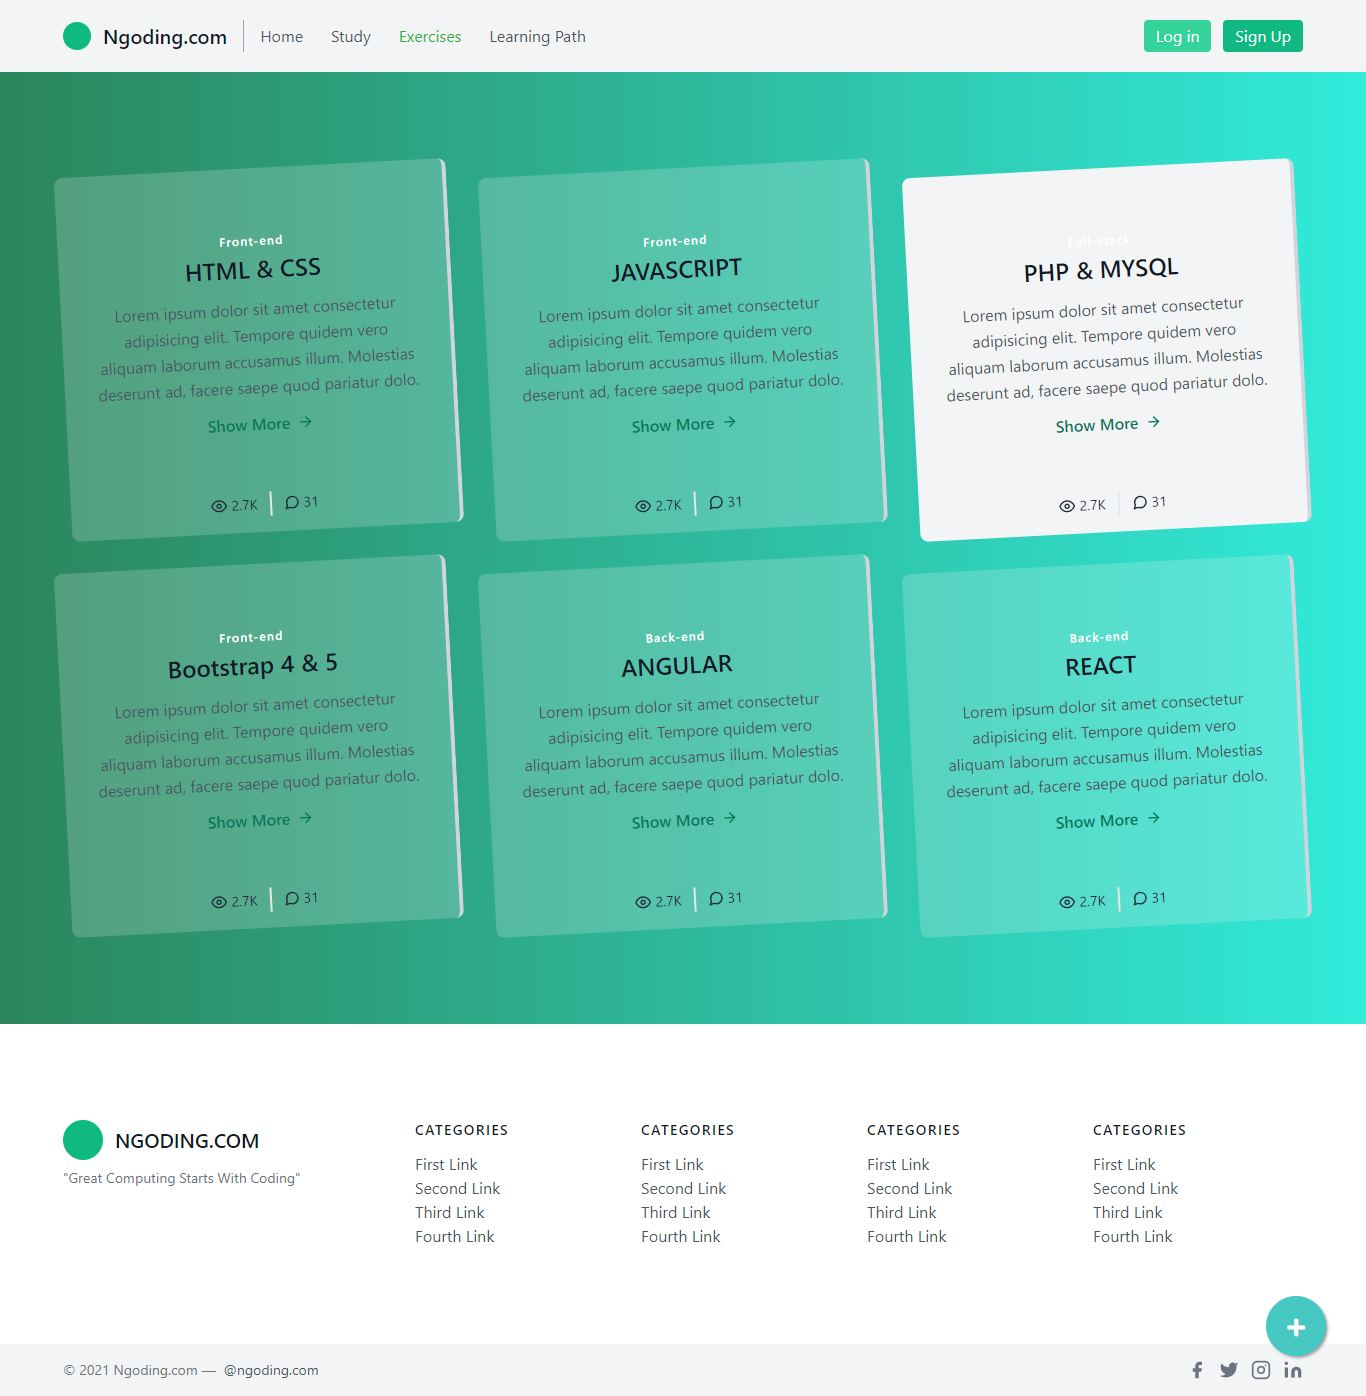 Ngoding.com
Home
Study
Exercises
Learning Path
Log in
Sign Up
Front-end
HTML & CSS
Lorem ipsum dolor sit amet consectetur
adipisicing elit. Tempore quidem vero
aliquam laborum accusamus illum. Molestias
deserunt ad, facere saepe quod pariatur dolo.
Show More
2.7K
31
Front-end
JAVASCRIPT
Lorem ipsum dolor sit amet consectetur
adipisicing elit. Tempore quidem vero
aliquam laborum accusamus illum. Molestias
deserunt ad, facere saepe quod pariatur dolo.
Show More
2.7K
31
Full-stack
PHP & MYSQL
Lorem ipsum dolor sit amet consectetur
adipisicing elit. Tempore quidem vero
aliquam laborum accusamus illum. Molestias
deserunt ad, facere saepe quod pariatur dolo.
Show More
2.7K
31
Front-end
Bootstrap 4 & 5
Lorem ipsum dolor sit amet consectetur
adipisicing elit. Tempore quidem vero
aliquam laborum accusamus illum. Molestias
deserunt ad, facere saepe quod pariatur dolo.
Show More
2.7K
31
Back-end
ANGULAR
Lorem ipsum dolor sit amet consectetur
adipisicing elit. Tempore quidem vero
aliquam laborum accusamus illum. Molestias
deserunt ad, facere saepe quod pariatur dolo.
Show More
2.7K
31
Back-end
REACT
Lorem ipsum dolor sit amet consectetur
adipisicing elit. Tempore quidem vero
aliquam laborum accusamus illum. Molestias
deserunt ad, facere saepe quod pariatur dolo.
Show More
2.7K
31
NGODING.COM
"Great Computing Starts With Coding"
CATEGORIES
First Link
Second Link
Third Link
Fourth Link
CATEGORIES
First Link
Second Link
Third Link
Fourth Link
CATEGORIES
First Link
Second Link
Third Link
Fourth Link
CATEGORIES
First Link
Second Link
Third Link
Fourth Link
© 2021 Ngoding.com — @ngoding.com